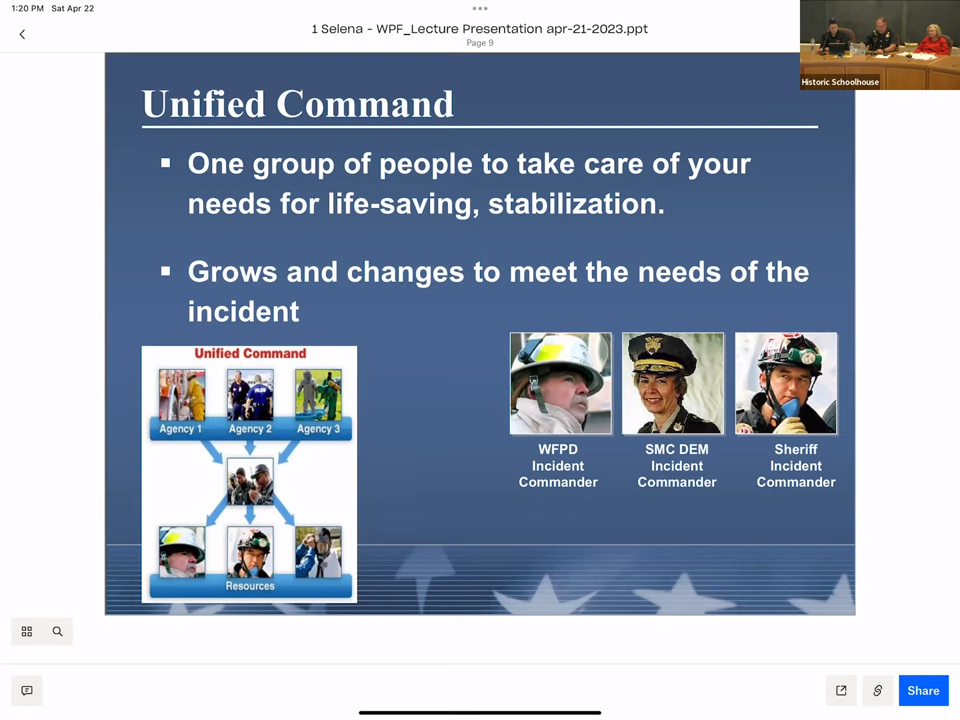 1:20 PM Sat Apr 22
1 Selena - WPF_Lecture Presentation apr-21-2023.ppt
Page 9
Historic Schoolhouse
Unified Command
▪ One group of people to take care of your
needs for life-saving, stabilization.
▪ Grows and changes to meet the needs of the
incident
Unified Command
Agency 1 Agency 2 Agency 3
Resources
WFPD
Incident
Commander
SMC DEM
Incident
Commander
Sheriff
Incident
Commander
Share